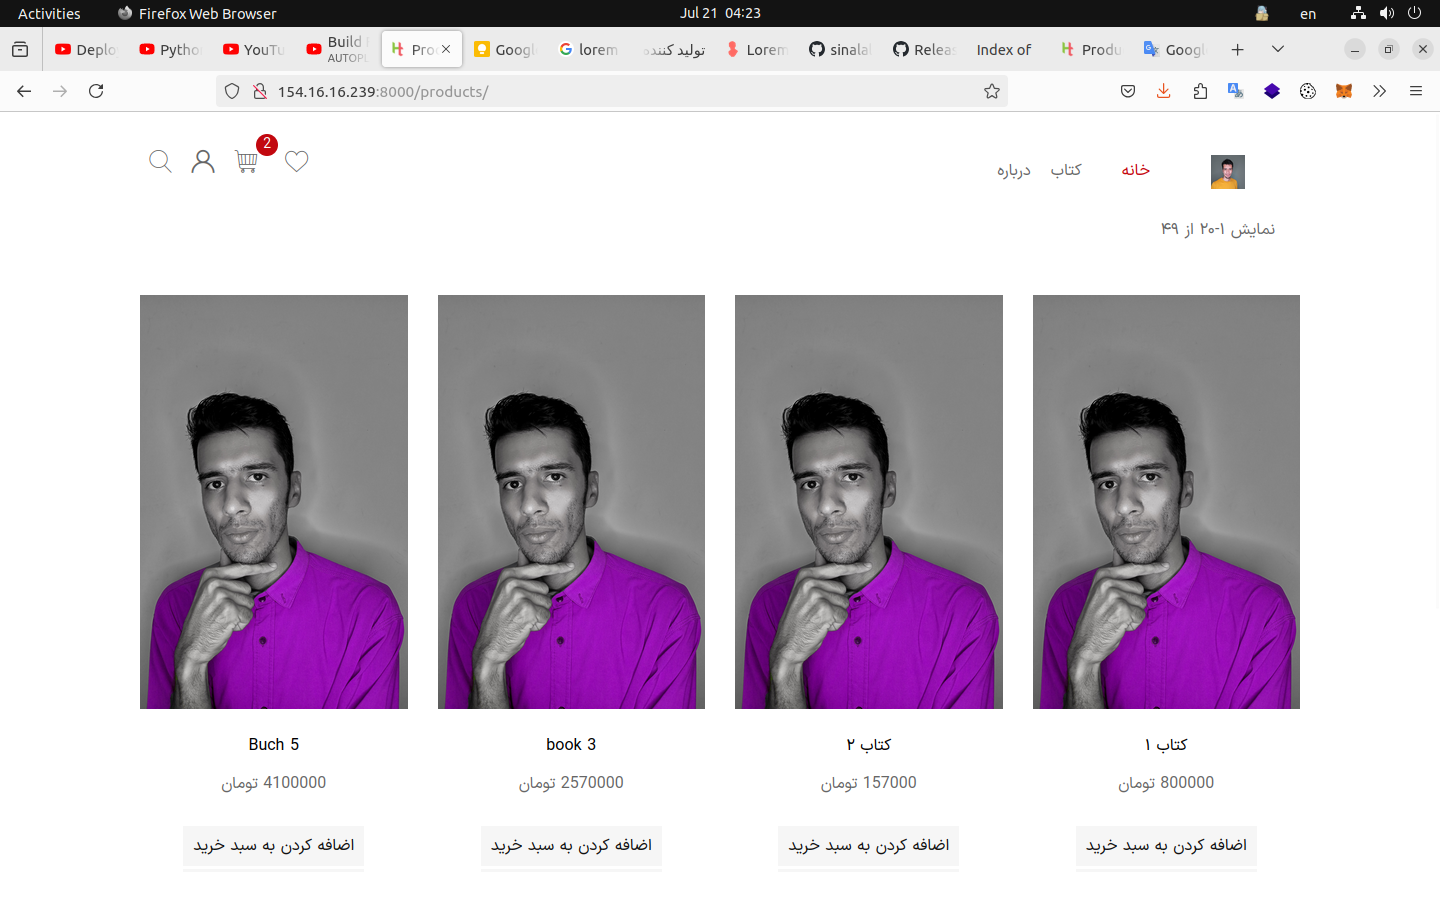 Activities
Firefox Web Browser
Jul 21 04:23
en
Deplo
Pytho
YouTu
Build
AUTOPL
Pro
Googl
lorem
تولید کننده
Lorem
sinalal
Releas
Index of
Produ
Googl
154.16.16.239:8000/products/
2
خانه
کتاب
درباره
نمایش ۱-۲۰ از ۴۹
کتاب ۱
کتاب ۲
book 3
Buch 5
800000 تومان
157000 تومان
2570000 تومان
4100000 تومان
اضافه کردن به سبد خرید
اضافه کردن به سبد خرید
اضافه کردن به سبد خرید
اضافه کردن به سبد خرید